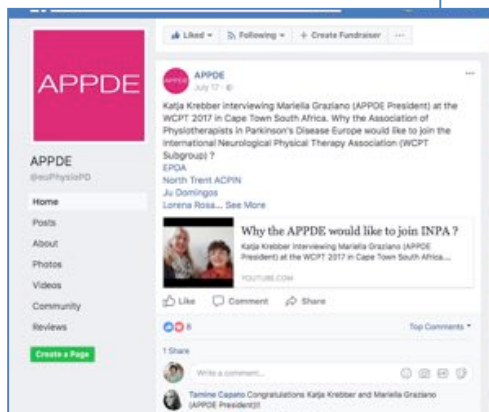 Liked
Following
+ Create Fundraiser
...
APPDE
APPDE
@euPhysioPD
Home
Posts
About
Photos
Videos
Community
Reviews
Create a Page
APPDE
APPDE
July 17
Katja Krebber interviewing Mariella Graziano (APPDE President) at the
WCPT 2017 in Cape Town South Africa. Why the Association of
Physiotherapists in Parkinson's Disease Europe would like to join the
International Neurological Physical Therapy Association (WCPT
Subgroup) ?
EPDA
North Trent ACPIN
Ju Domingos
Lorena Rosa... See More
Why the APPDE would like to join INPA ?
Katja Krebber interviewing Mariella Graziano (APPDE
President) at the WCPT 2017 in Cape Town South Africa....
YOUTUBE.COM
Like Comment Share
8
Top Comments
1 Share
Write a comment...
Tamine Capato Congratulations Katja Krebber and Mariella Graziano
(APPDE President)!